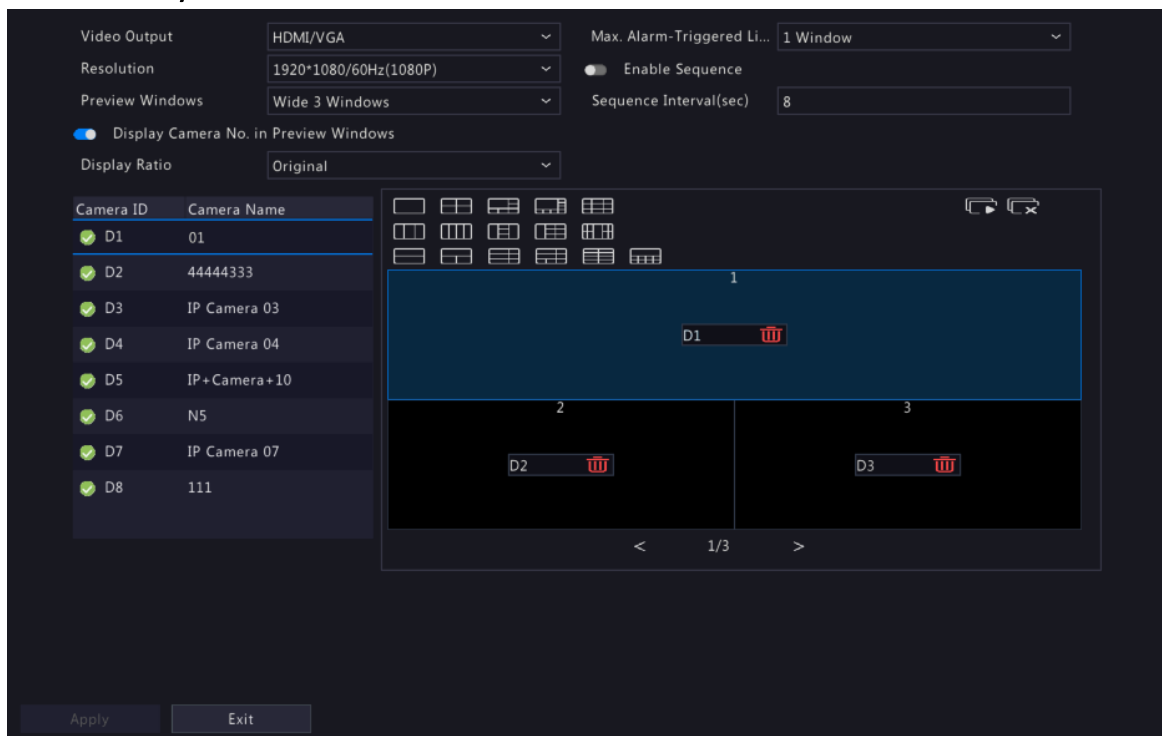 Video Output HDMI/VGA Max. Alarm-Triggered Li... 1 Window
Resolution 1920*1080/60Hz(1080P) Enable Sequence
Preview Windows Wide 3 Windows Sequence Interval(sec) 8
Display Camera No. in Preview Windows
Display Ratio Original
Camera ID Camera Name
D1 01
D2 44444333
D3 IP Camera 03
D4 IP Camera 04
D5 IP+Camera+10
D6 N5
D7 IP Camera 07
D8 111
1
D1
2 3
D2 D3
< 1/3 >
Apply Exit